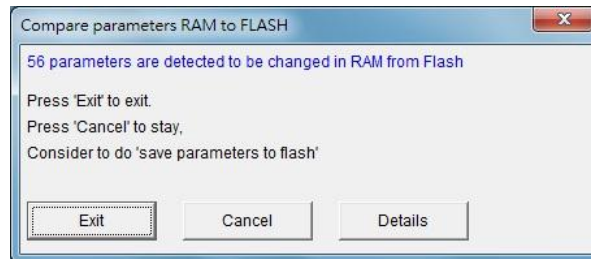 Compare parameters RAM to FLASH
56 parameters are detected to be changed in RAM from Flash
Press 'Exit' to exit.
Press 'Cancel' to stay,
Consider to do 'save parameters to flash'
Exit Cancel Details